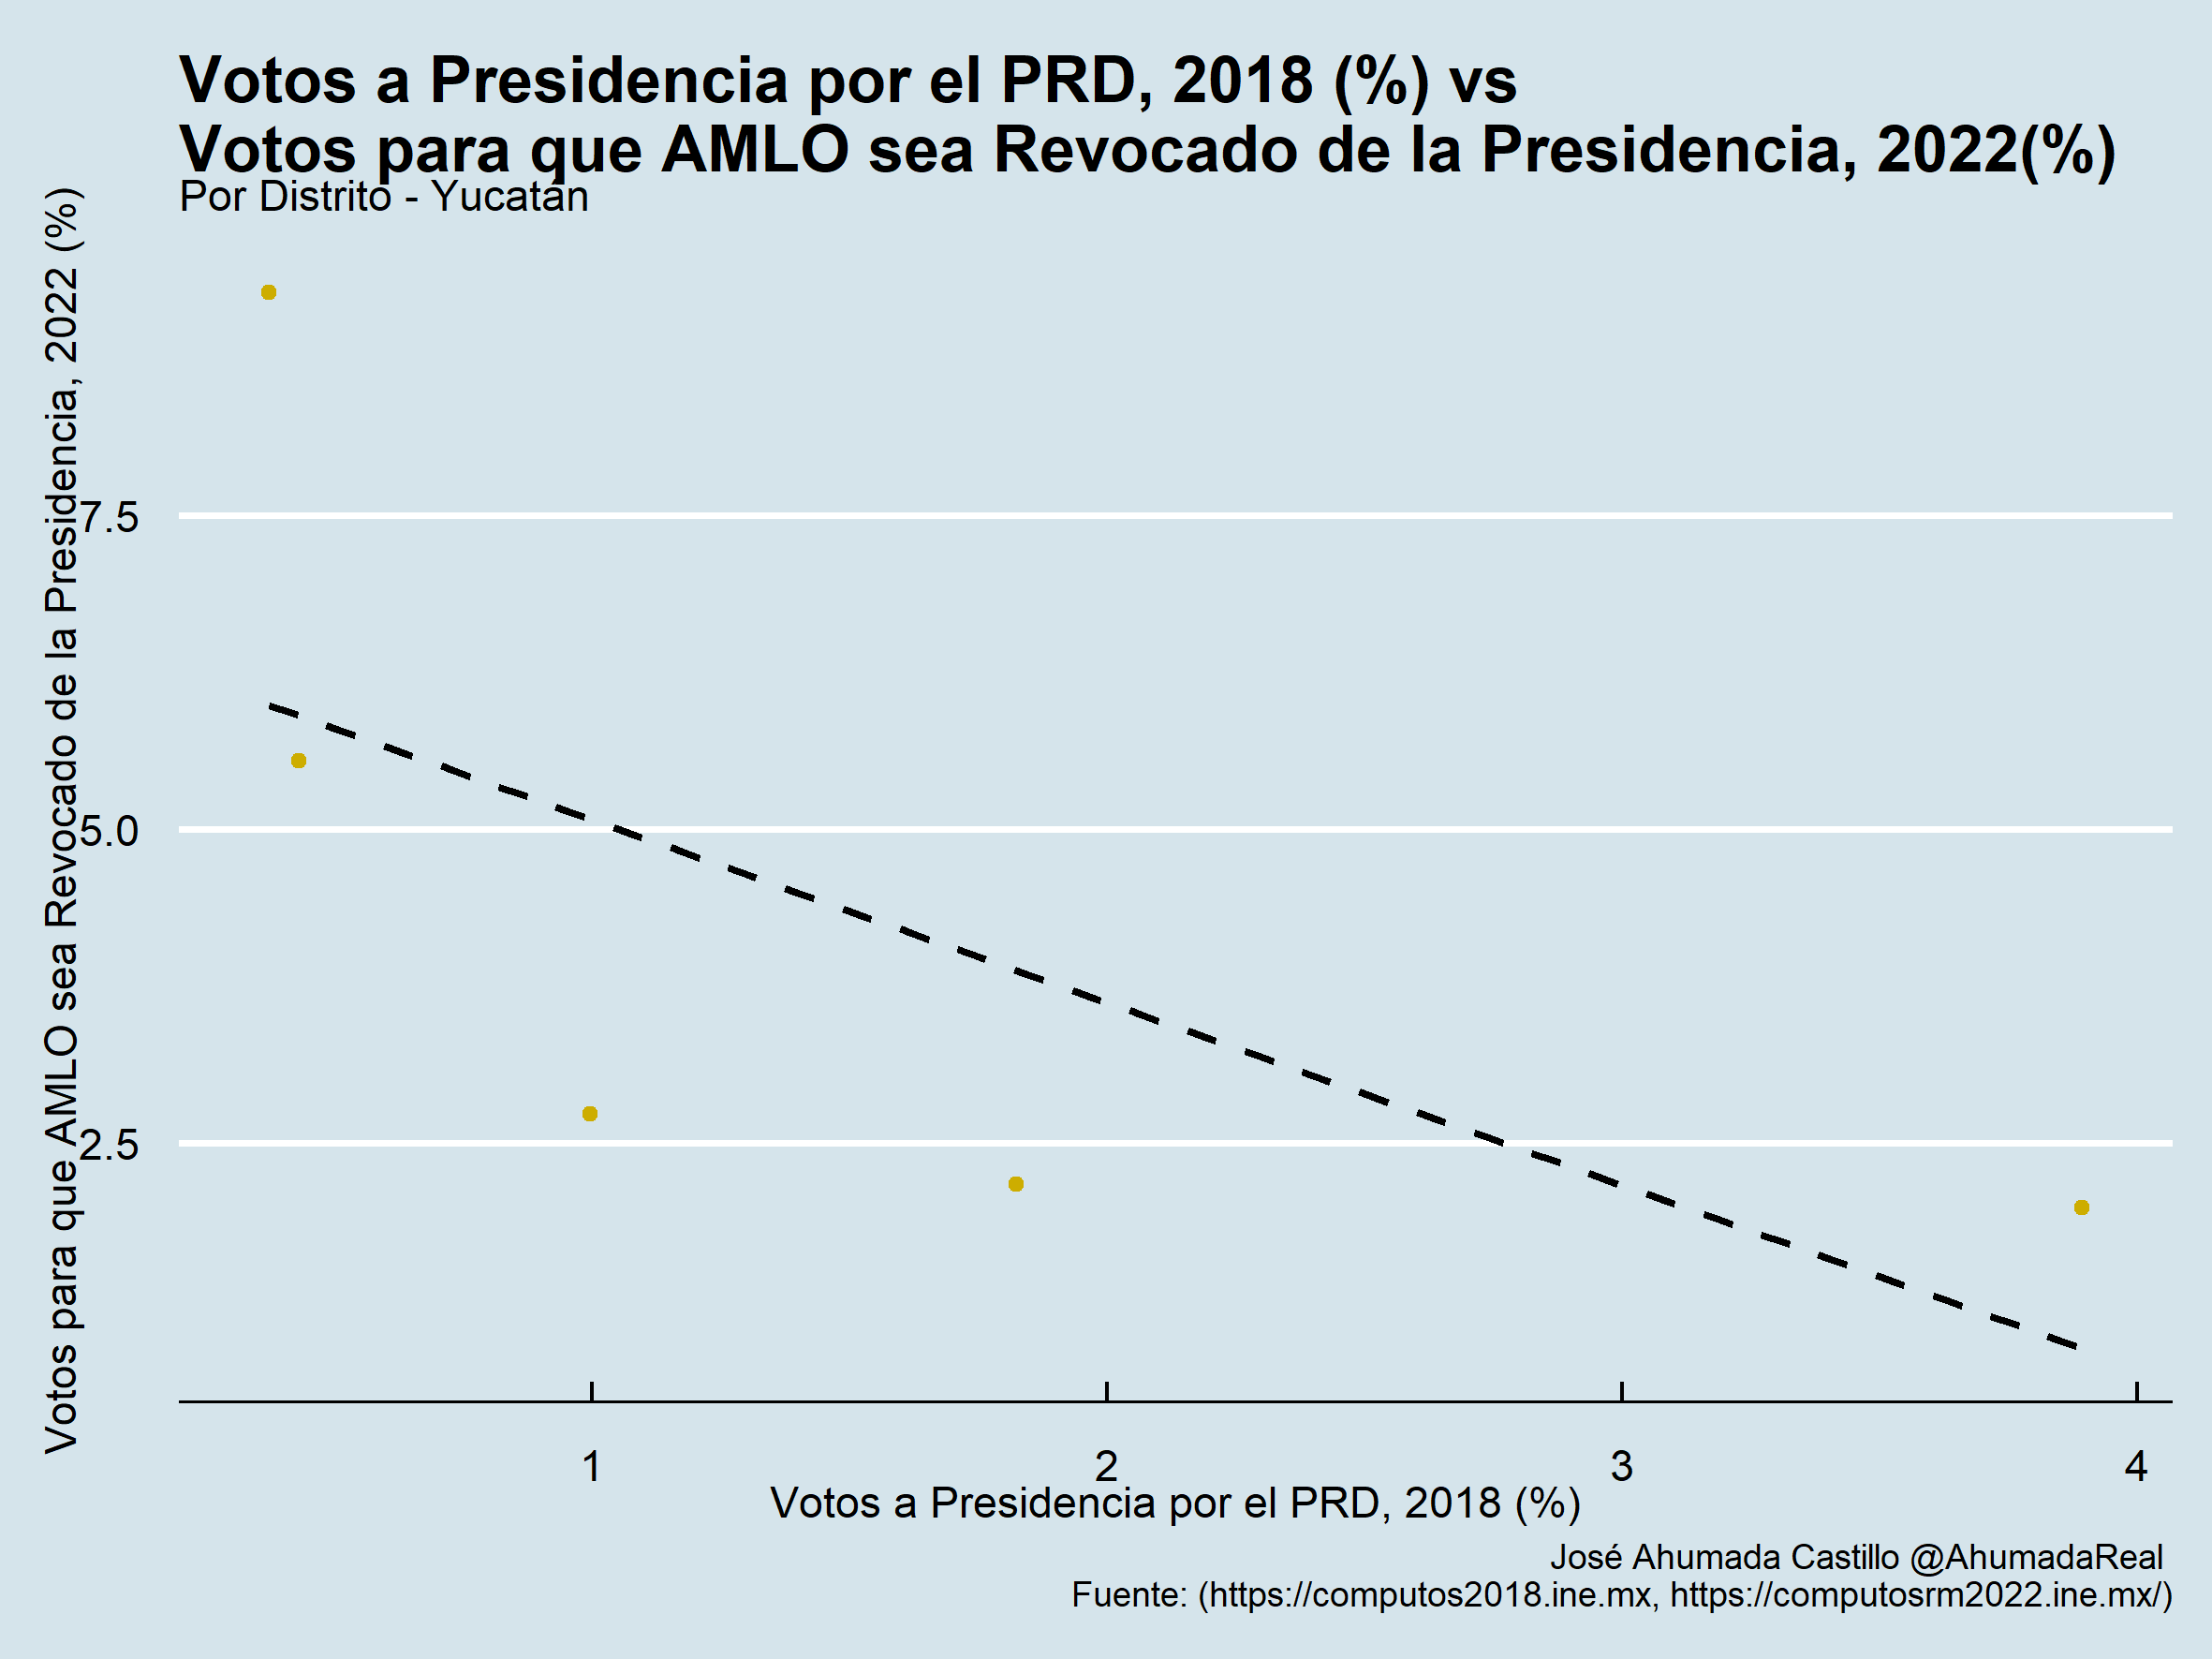 Votos a Presidencia por el PRD, 2018 (%) vs
Votos para que AMLO sea Revocado de la Presidencia, 2022(%)
Por Distrito - Yucatán
Votos para que AMLO sea Revocado de la Presidencia, 2022 (%)
7.5
5.0
2.5
1 2 3 4
Votos a Presidencia por el PRD, 2018 (%)
José Ahumada Castillo @AhumadaReal
Fuente: (https://computos2018.ine.mx, https://computosrm2022.ine.mx/)